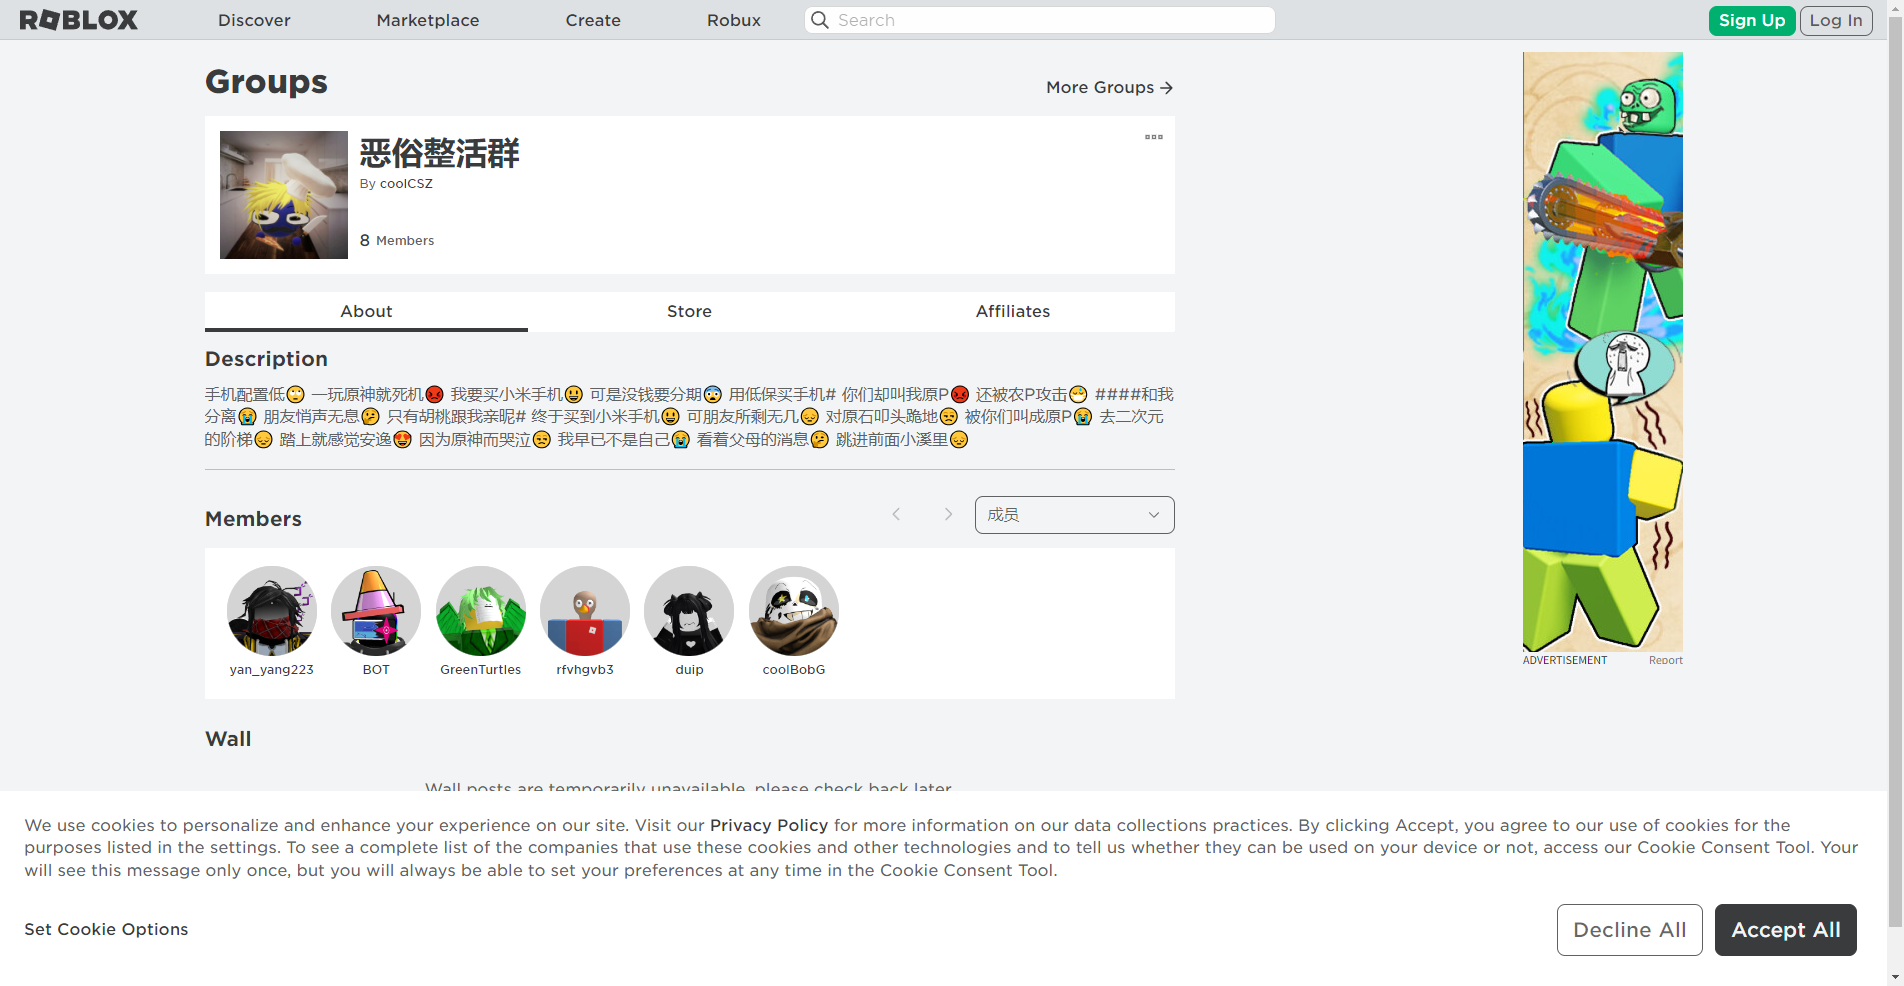 ROBLOX
Discover
Marketplace
Create
Robux
Search
Sign Up
Log In
Groups
More Groups
恶俗整活群
By coolCSZ
8 Members
About
Store
Affiliates
Description
手机配置低🙄 一玩原神就死机😡 我要买小米手机😃 可是没钱要分期😨 用低保买手机# 你们却叫我原P😡 还被农P攻击😷 ####和我
分离😭 朋友悄声无息🤔 只有胡桃跟我亲昵# 终于买到小米手机😃 可朋友所剩无几😔 对原石叩头跪地😒 被你们叫成原P😭 去二次元
的阶梯😔 踏上就感觉安逸😍 因为原神而哭泣😒 我早已不是自己😭 看着父母的消息🤔 跳进前面小溪里😔
Members
成员
yan_yang223
BOT
GreenTurtles
rfvhgvb3
duip
coolBobG
Wall
Wall posts are temporarily unavailable, please check back later.
ADVERTISEMENT
Report
We use cookies to personalize and enhance your experience on our site. Visit our Privacy Policy for more information on our data collections practices. By clicking Accept, you agree to our use of cookies for the
purposes listed in the settings. To see a complete list of the companies that use these cookies and other technologies and to tell us whether they can be used on your device or not, access our Cookie Consent Tool. Your
will see this message only once, but you will always be able to set your preferences at any time in the Cookie Consent Tool.
Set Cookie Options
Decline All
Accept All